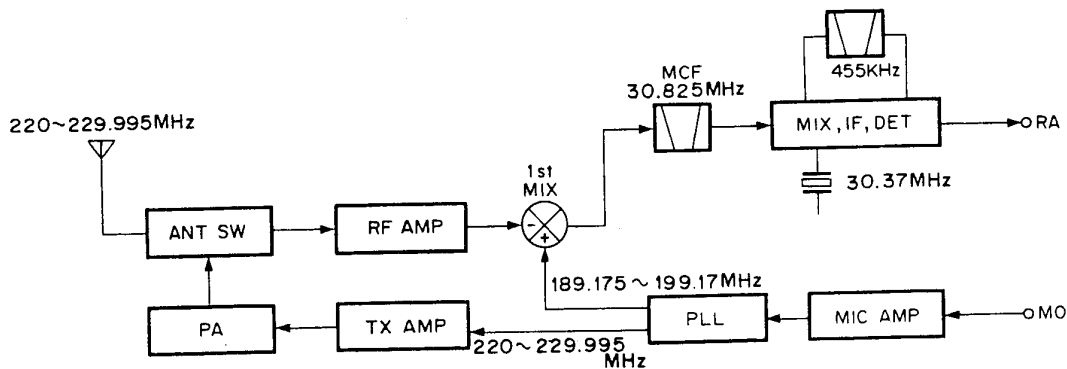 455KHz
MCF
30.825MHz
MIX, IF, DET
RA
30.37MHz
220~229.995MHz
1st
MIX
ANT SW
RF AMP
-
+
189.175~199.17MHz
PA
TX AMP
PLL
MIC AMP
MO
220~229.995
MHz